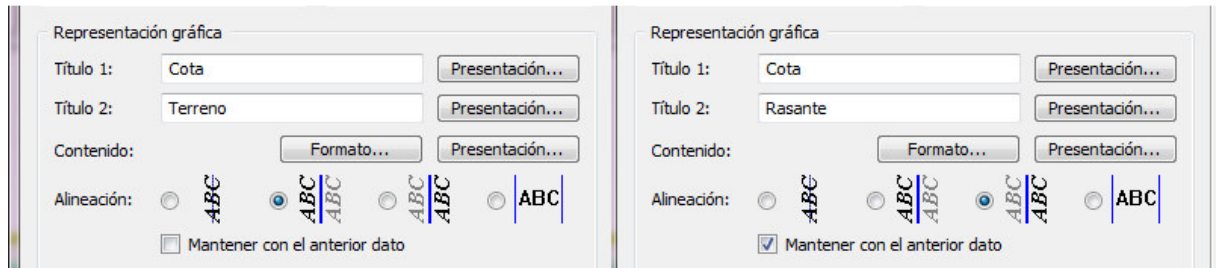 Representación gráfica
Título 1: Cota Presentación...
Título 2: Terreno Presentación...
Contenido: Formato... Presentación...
Alineación: ABC ABC ABC ABC ABC ABC
Mantener con el anterior dato
Representación gráfica
Título 1: Cota Presentación...
Título 2: Rasante Presentación...
Contenido: Formato... Presentación...
Alineación: ABC ABC ABC ABC ABC ABC
Mantener con el anterior dato